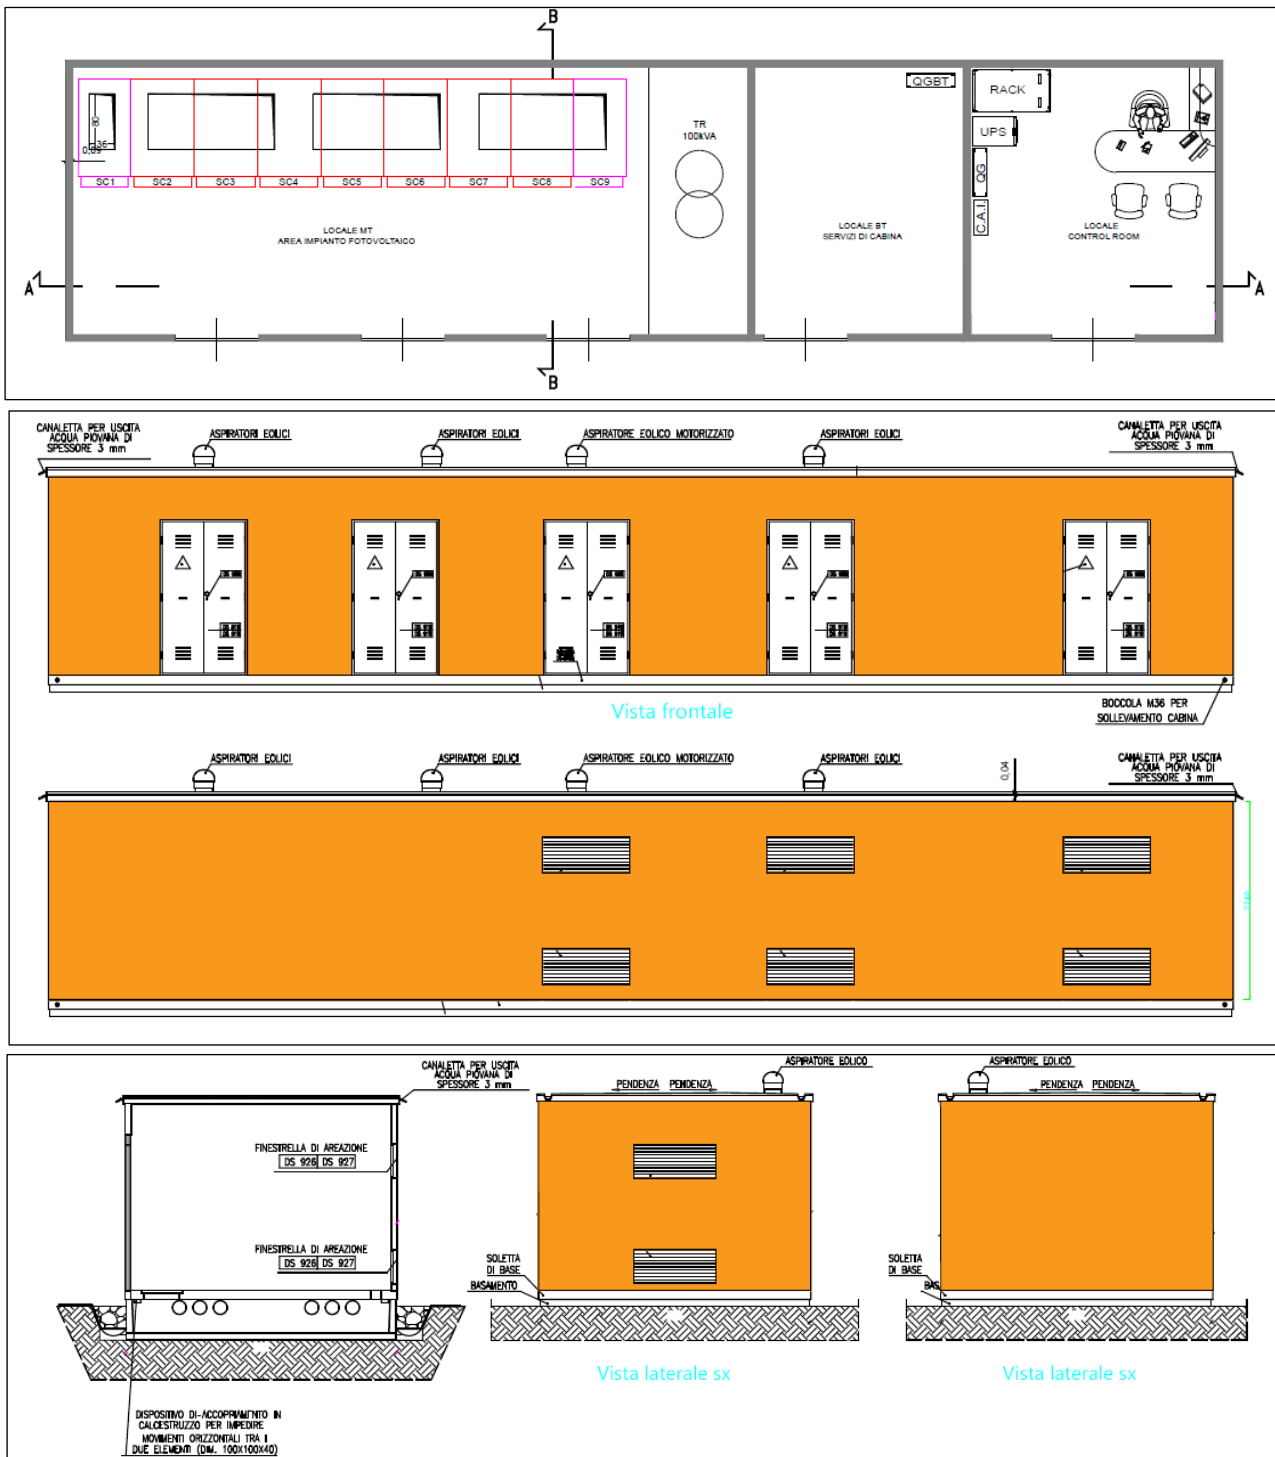 B
QGBT
RACK
UPS
QG
C.A.I.
TR
100kVA
80
36
0,09
SC1
SC2
SC3
SC4
SC5
SC6
SC7
SC8
SC9
LOCALE MT
AREA IMPIANTO FOTOVOLTAICO
LOCALE BT
SERVIZI DI CABINA
LOCALE
CONTROL ROOM
A
A
B
CANALETTA PER USCITA
ACQUA PIOVANA DI
SPESSORE 3 mm
ASPIRATORI EOLICI
ASPIRATORI EOLICI
ASPIRATORE EOLICO MOTORIZZATO
ASPIRATORI EOLICI
CANALETTA PER USCITA
ACQUA PIOVANA DI
SPESSORE 3 mm
Vista frontale
BOCCOLA M36 PER
SOLLEVAMENTO CABINA
ASPIRATORI EOLICI
ASPIRATORI EOLICI
ASPIRATORE EOLICO MOTORIZZATO
ASPIRATORI EOLICI
0,04
CANALETTA PER USCITA
ACQUA PIOVANA DI
SPESSORE 3 mm
CANALETTA PER USCITA
ACQUA PIOVANA DI
SPESSORE 3 mm
FINESTRELLA DI AREAZIONE
DS 926 DS 927
FINESTRELLA DI AREAZIONE
DS 926 DS 927
DISPOSITIVO DI-ACCOPPIAMENTO IN
CALCESTRUZZO PER IMPEDIRE
MOVIMENTI ORIZZONTALI TRA I
DUE ELEMENTI (DIM. 100X100X40)
ASPIRATORE EOLICO
PENDENZA PENDENZA
SOLETTA
DI BASE
BASAMENTO
Vista laterale sx
ASPIRATORE EOLICO
PENDENZA PENDENZA
SOLETTA
DI BASE
BAS
Vista laterale sx